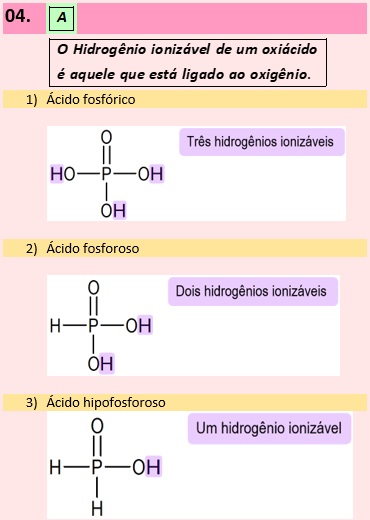 04. A
O Hidrogênio ionizável de um oxiácido
é aquele que está ligado ao oxigênio.
1) Ácido fosfórico
O
Três hidrogênios ionizáveis
HO P OH
OH
2) Ácido fosforoso
O
Dois hidrogênios ionizáveis
H P OH
OH
3) Ácido hipofosforoso
O
Um hidrogênio ionizável
H P OH
H